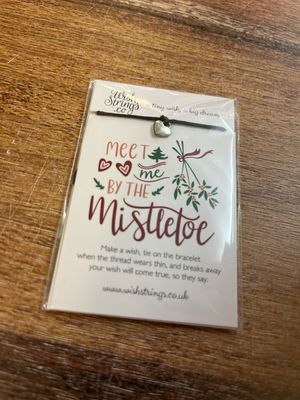 Wish
Strings
.co
a tiny wish, a big dream
MEET
me
BY THE
Mistletoe
Make a wish, tie on the bracelet
when the thread wears thin, and breaks away
your wish will come true, so they say.
www.wishstrings.co.uk